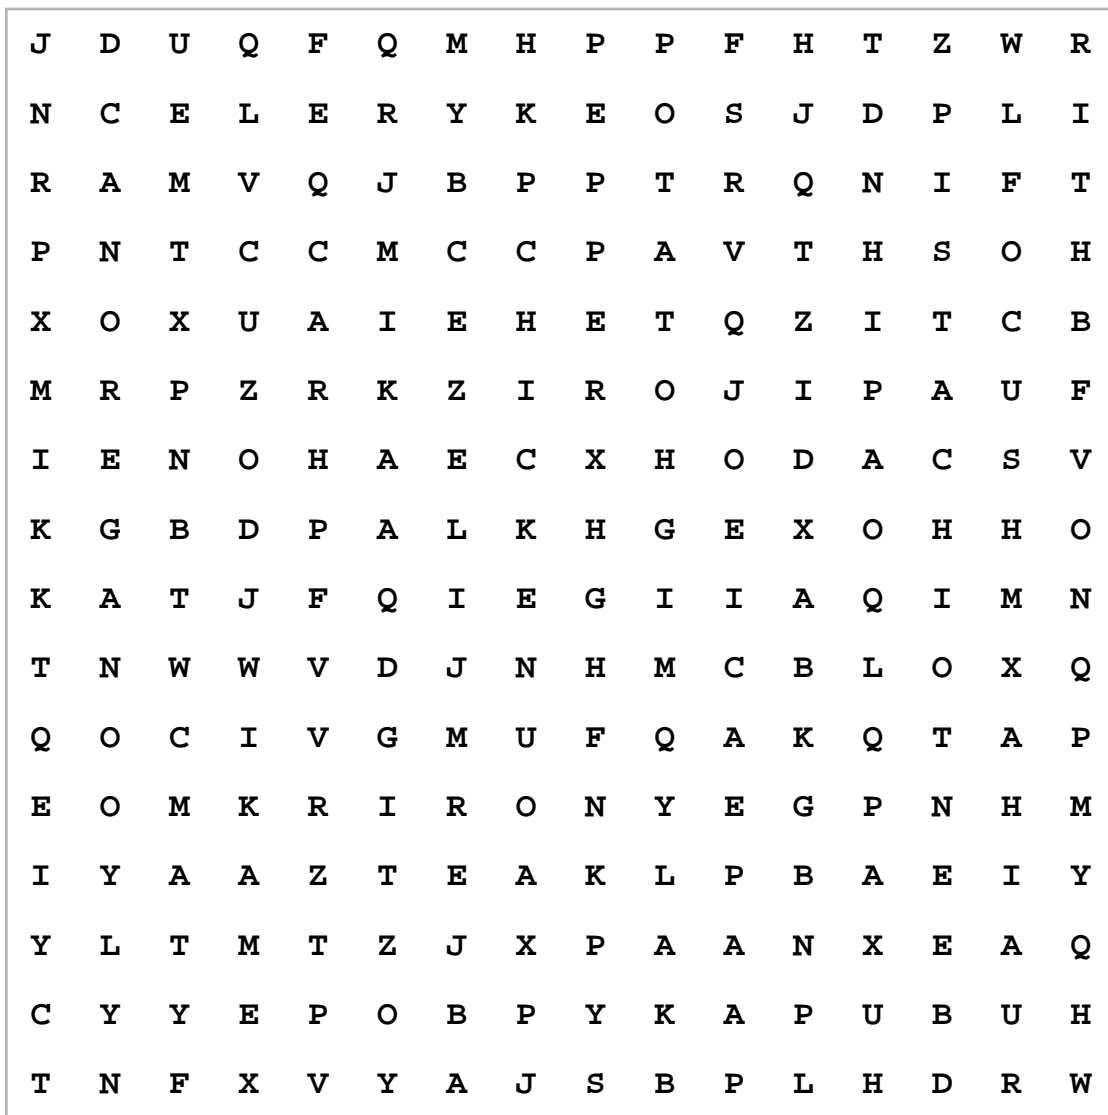 J D U Q F Q M H P P F H T Z W R
N C E L E R Y K E O S J D P L I
R A M V Q J B P P T R Q N I F T
P N T C C M C C P A V T H S O H
X O X U A I E H E T Q Z I T C B
M R P Z R K Z I R O J I P A U F
I E N O H A E C X H O D A C S V
K G B D P A L K H G E X O H H O
K A T J F Q I E G I I A Q I M N
T N W W V D J N H M C B L O X Q
Q O C I V G M U F Q A K Q T A P
E O M K R I R O N Y E G P N H M
I Y A A Z T E A K L P B A E I Y
Y L T M T Z J X P A A N X E A Q
C Y Y E P O B P Y K A P U B U H
T N F X V Y A J S B P L H D R W